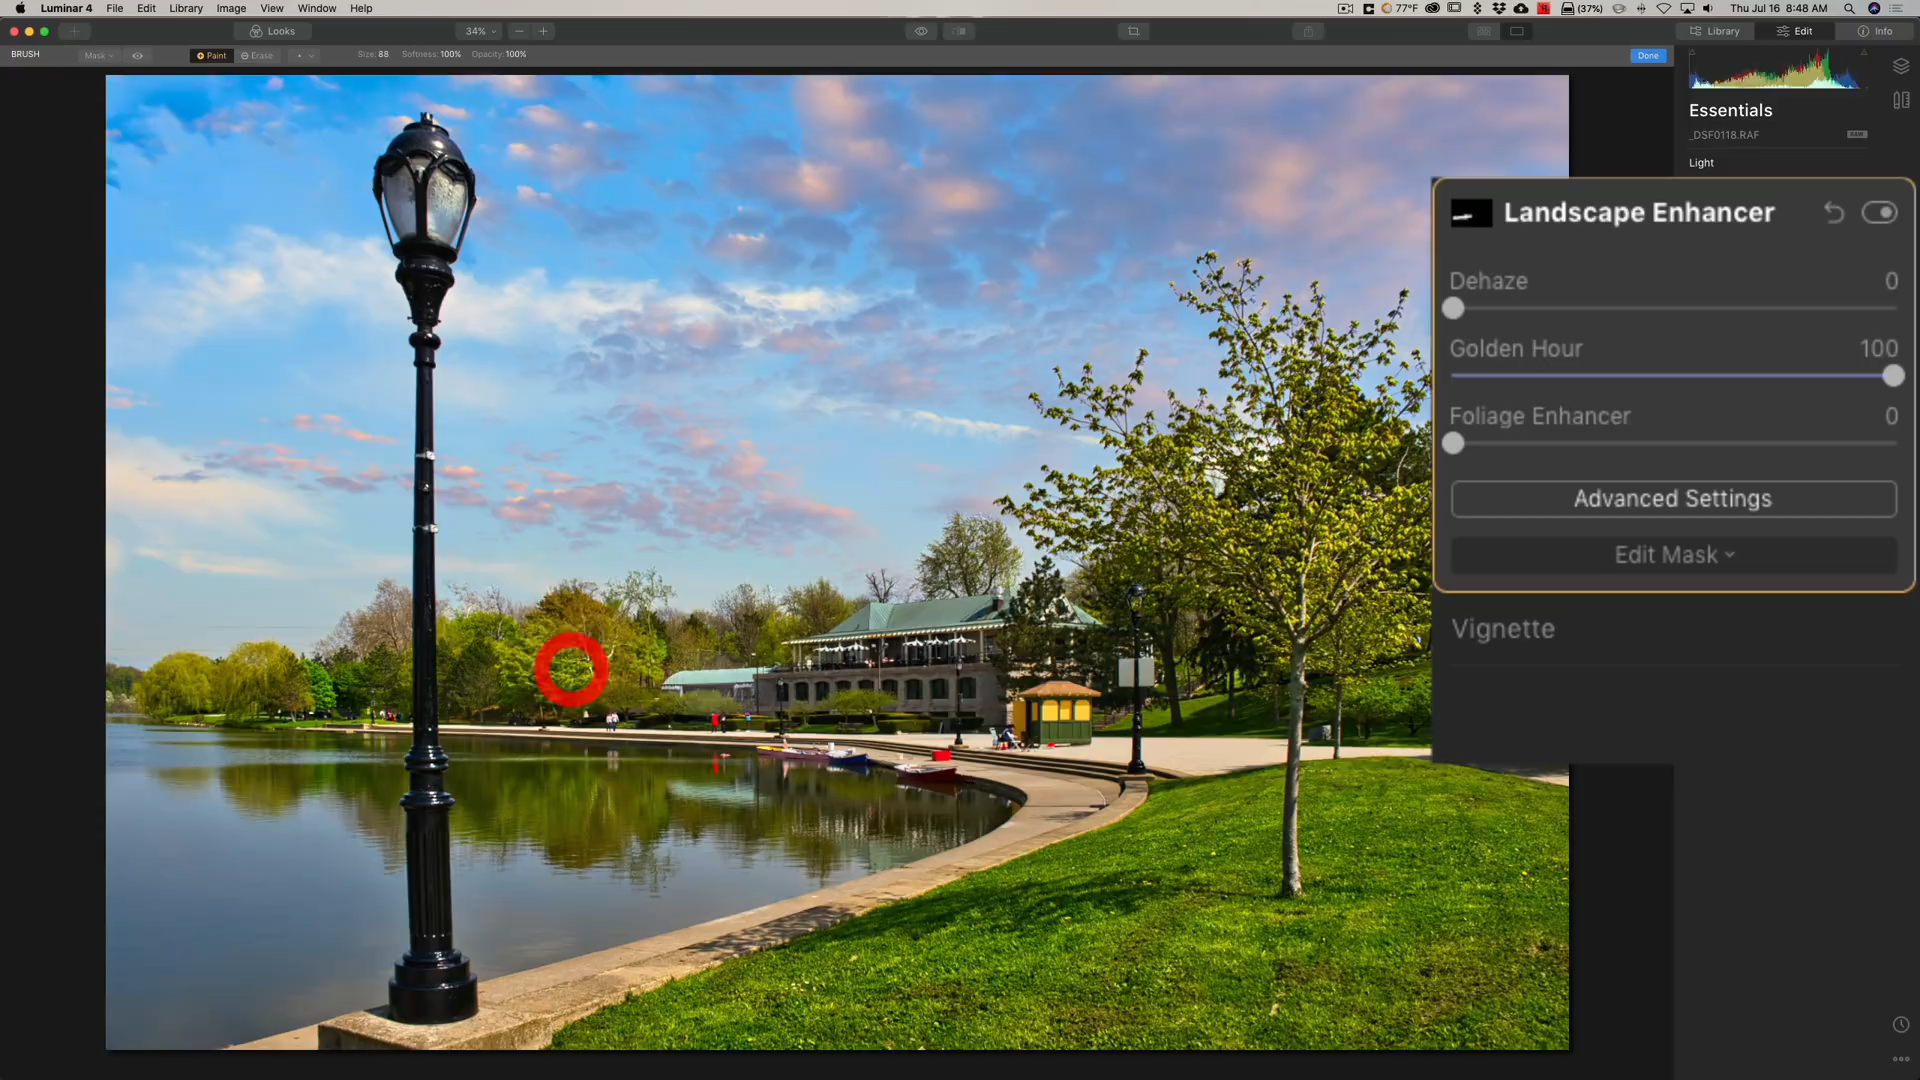 Luminar 4 File Edit Library Image View Window Help
77°F (37%) Thu Jul 16 8:48 AM
Looks 34% Library Edit Info
BRUSH Mask Paint Erase Size: 88 Softness: 100% Opacity: 100% Done
Essentials
_DSF0118.RAF RAW
Light
Landscape Enhancer
Dehaze 0
Golden Hour 100
Foliage Enhancer 0
Advanced Settings
Edit Mask
Vignette